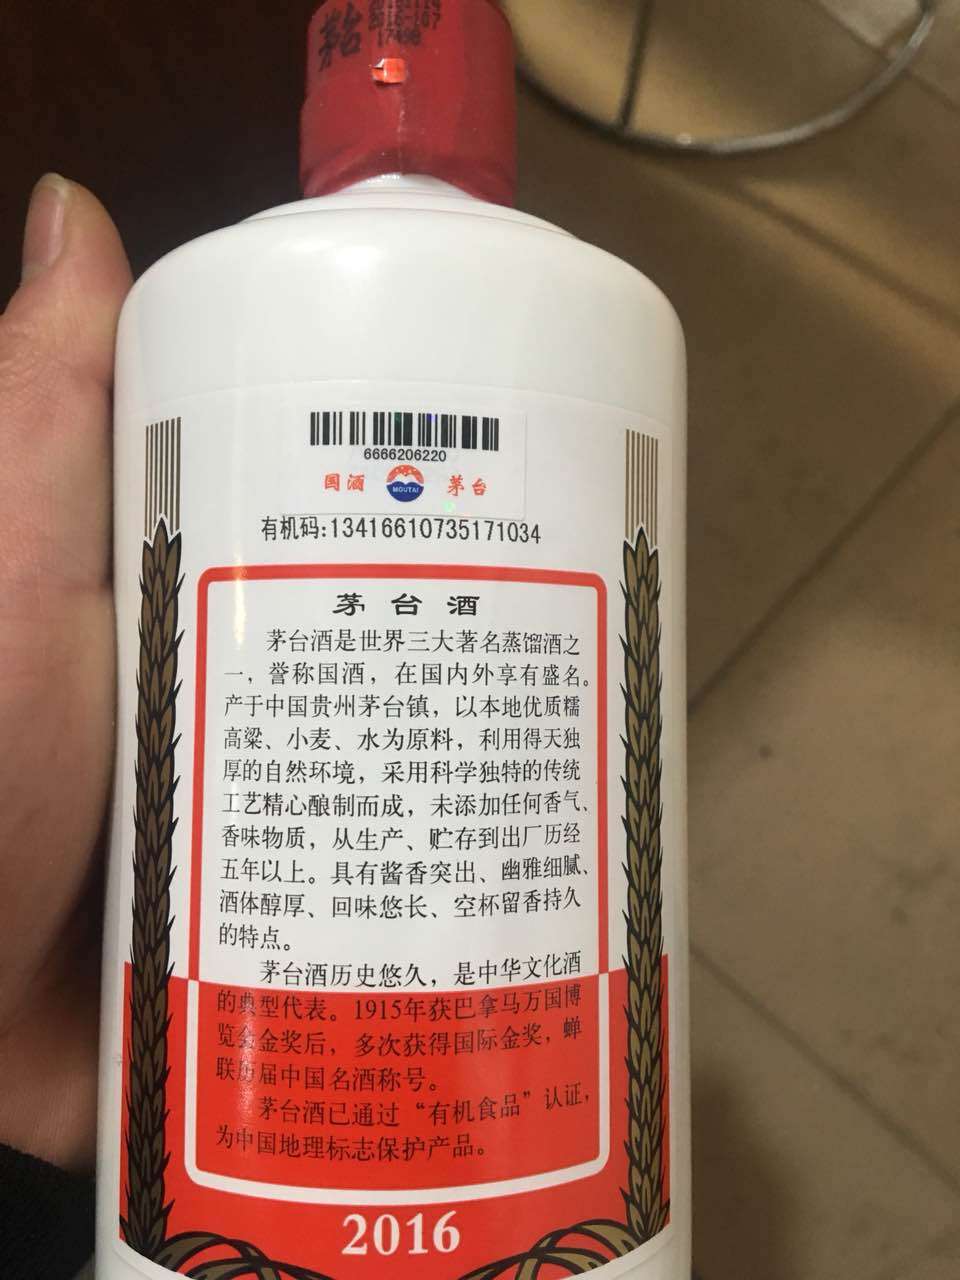 茅台
2016-107
17496
6666206220
国酒 MOUTAI 茅台
有机码:13416610735171034
茅台酒
茅台酒是世界三大著名蒸馏酒之
一，誉称国酒，在国内外享有盛名。
产于中国贵州茅台镇，以本地优质糯
高粱、小麦、水为原料，利用得天独
厚的自然环境，采用科学独特的传统
工艺精心酿制而成，未添加任何香气、
香味物质，从生产、贮存到出厂历经
五年以上。具有酱香突出、幽雅细腻、
酒体醇厚、回味悠长、空杯留香持久
的特点。
茅台酒历史悠久，是中华文化酒
的典型代表。1915年获巴拿马万国博
览会金奖后，多次获得国际金奖，蝉
联历届中国名酒称号。
茅台酒已通过“有机食品”认证，
为中国地理标志保护产品。
2016